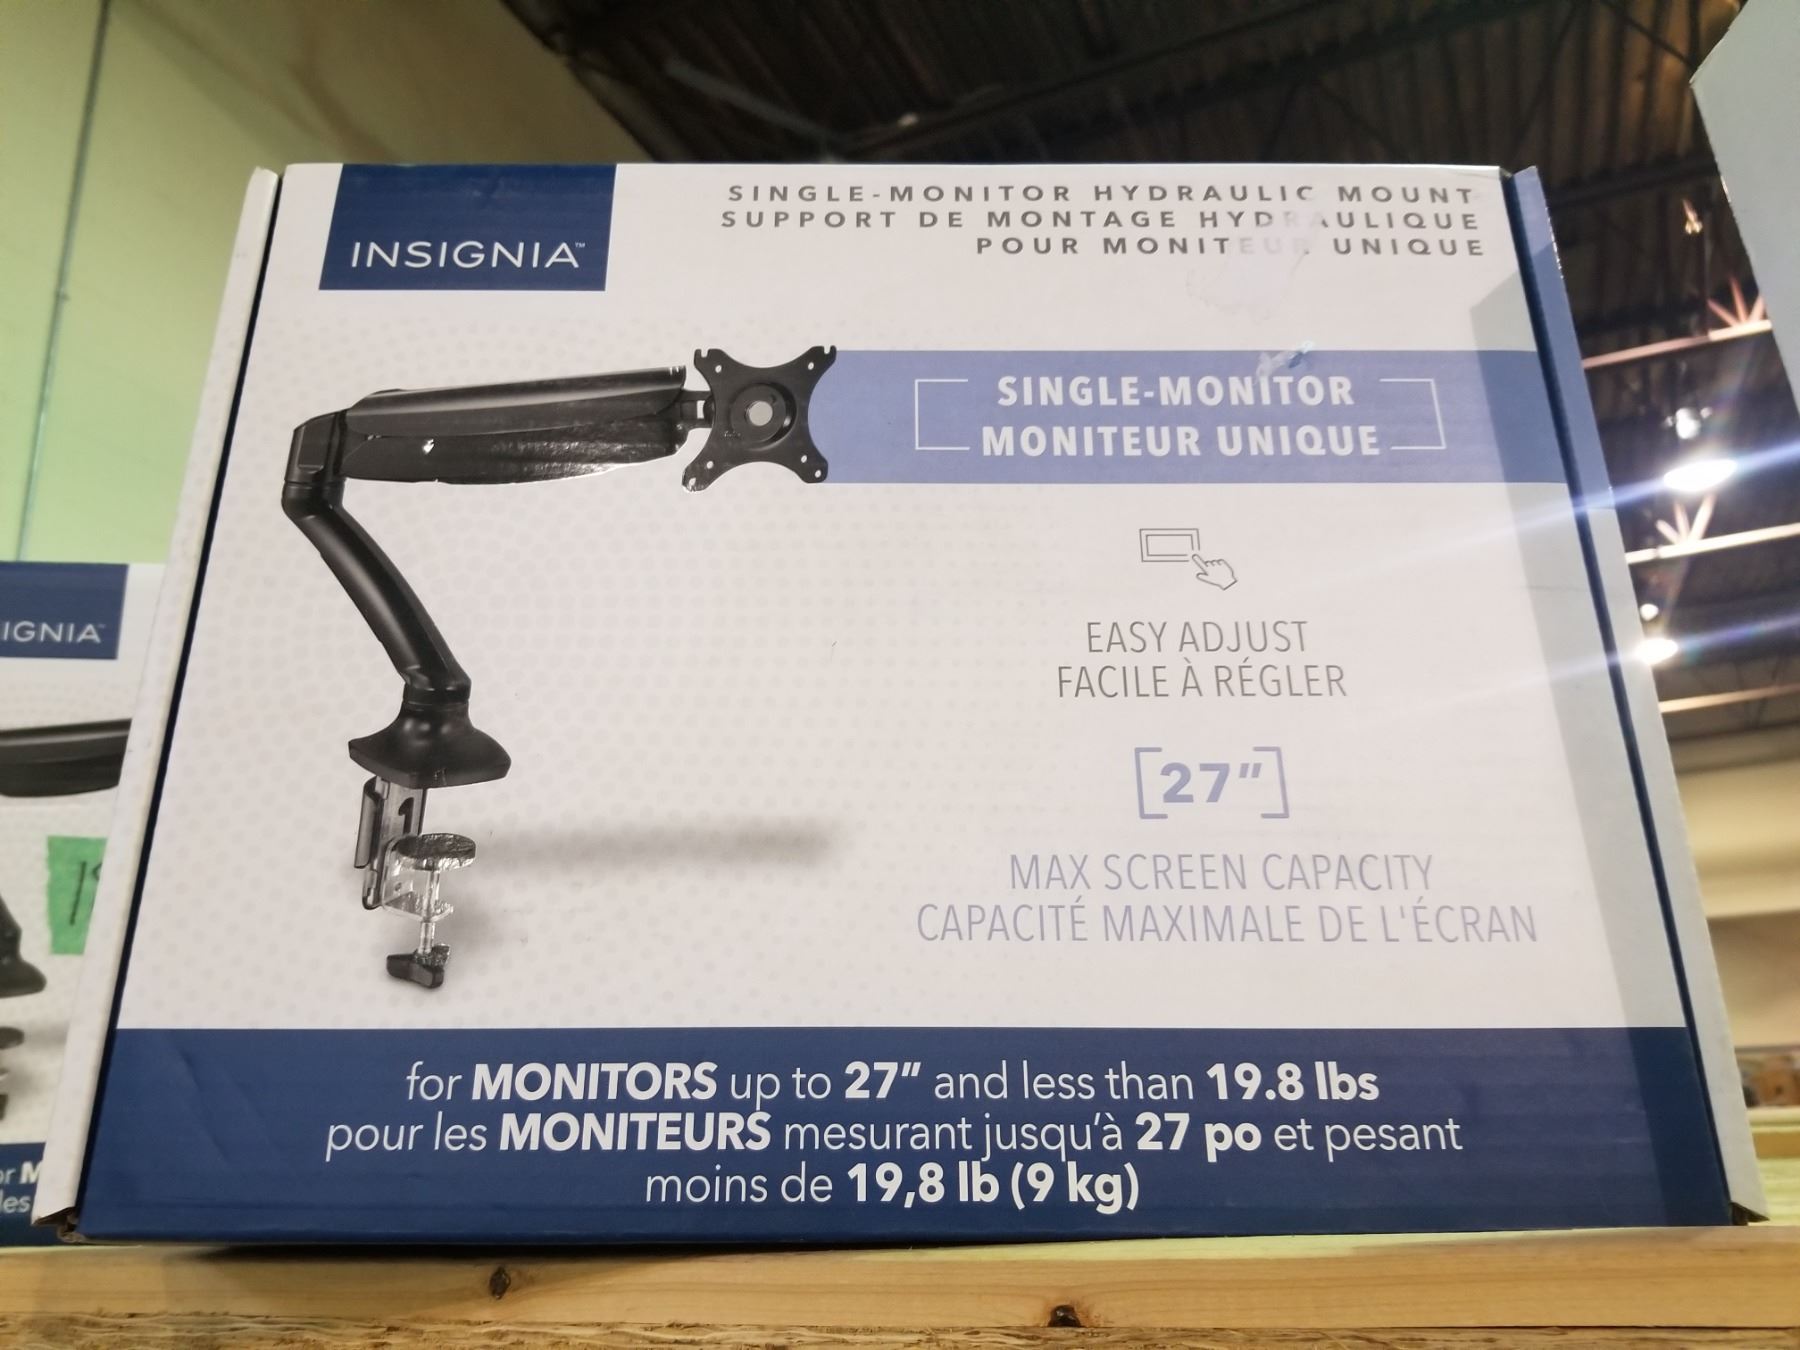 INSIGNIA™
SINGLE-MONITOR HYDRAULIC MOUNT
SUPPORT DE MONTAGE HYDRAULIQUE
POUR MONITEUR UNIQUE
SINGLE-MONITOR
MONITEUR UNIQUE
EASY ADJUST
FACILE À RÉGLER
[27"]
MAX SCREEN CAPACITY
CAPACITÉ MAXIMALE DE L'ÉCRAN
for MONITORS up to 27" and less than 19.8 lbs
pour les MONITEURS mesurant jusqu'à 27 po et pesant
moins de 19,8 lb (9 kg)
IGNIA™